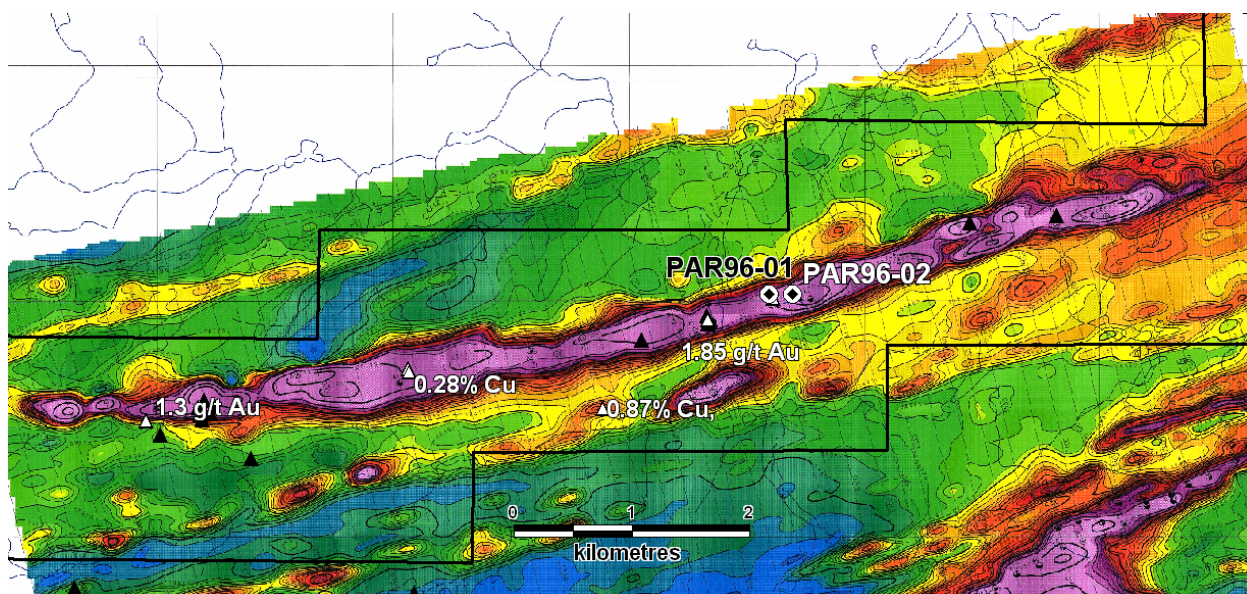 PAR96-01 PAR96-02
1.85 g/t Au
0.28% Cu
1.3 g/t Au
0.87% Cu,
0 1 2
kilometres